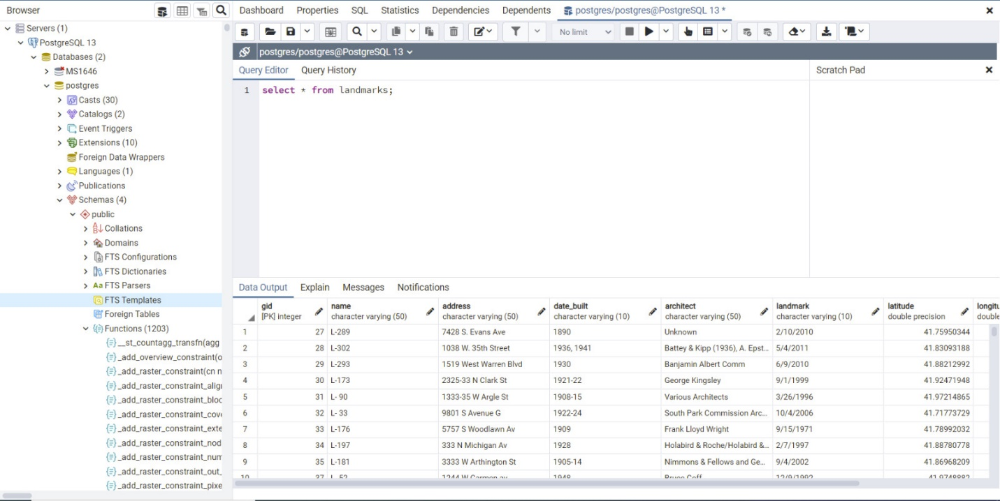 Browser
Dashboard Properties SQL Statistics Dependencies Dependents postgres/postgres@PostgreSQL 13 *
Servers (1)
PostgreSQL 13
Databases (2)
MS1646
postgres
Casts (30)
Catalogs (2)
Event Triggers
Extensions (10)
Foreign Data Wrappers
Languages (1)
Publications
Schemas (4)
public
Collations
Domains
FTS Configurations
FTS Dictionaries
Aa FTS Parsers
FTS Templates
Foreign Tables
Functions (1203)
__st_countagg_transfn(agg
_add_overview_constraint(o
_add_raster_constraint(cn n
_add_raster_constraint_alig
_add_raster_constraint_bloc
_add_raster_constraint_cove
_add_raster_constraint_exte
_add_raster_constraint_nod
_add_raster_constraint_num
_add_raster_constraint_out_
_add_raster_constraint_pixe
No limit
postgres/postgres@PostgreSQL 13
Query Editor Query History
Scratch Pad
1 select * from landmarks;
Data Output Explain Messages Notifications
gid name address date_built architect landmark latitude longitu
[PK] integer character varying (50) character varying (50) character varying (10) character varying (50) character varying (10) double precision double
1 27 L-289 7428 S. Evans Ave 1890 Unknown 2/10/2010 41.75950344
2 28 L-302 1038 W. 35th Street 1936, 1941 Battey & Kipp (1936), A. Epst... 5/4/2011 41.83093188
3 29 L-293 1519 West Warren Blvd 1930 Banjamin Albert Comm 6/9/2010 41.88212992
4 30 L-173 2325-33 N Clark St 1921-22 George Kingsley 9/1/1999 41.92471948
5 31 L- 90 1333-35 W Argle St 1908-15 Various Architects 3/26/1996 41.97214865
6 32 L- 33 9801 S Avenue G 1922-24 South Park Commission Arc... 10/4/2006 41.71773729
7 33 L-176 5757 S Woodlawn Av 1909 Frank Lloyd Wright 9/15/1971 41.78992032
8 34 L-197 333 N Michigan Av 1928 Holabird & Roche/Holabird &... 2/7/1997 41.88780778
9 35 L-181 3333 W Arthington St 1905-14 Nimmons & Fellows and Ge... 9/4/2002 41.86968209
10 37 L- 52 1244 W Carmen av 1948 Bruce Goff 12/9/1992 41.9748882